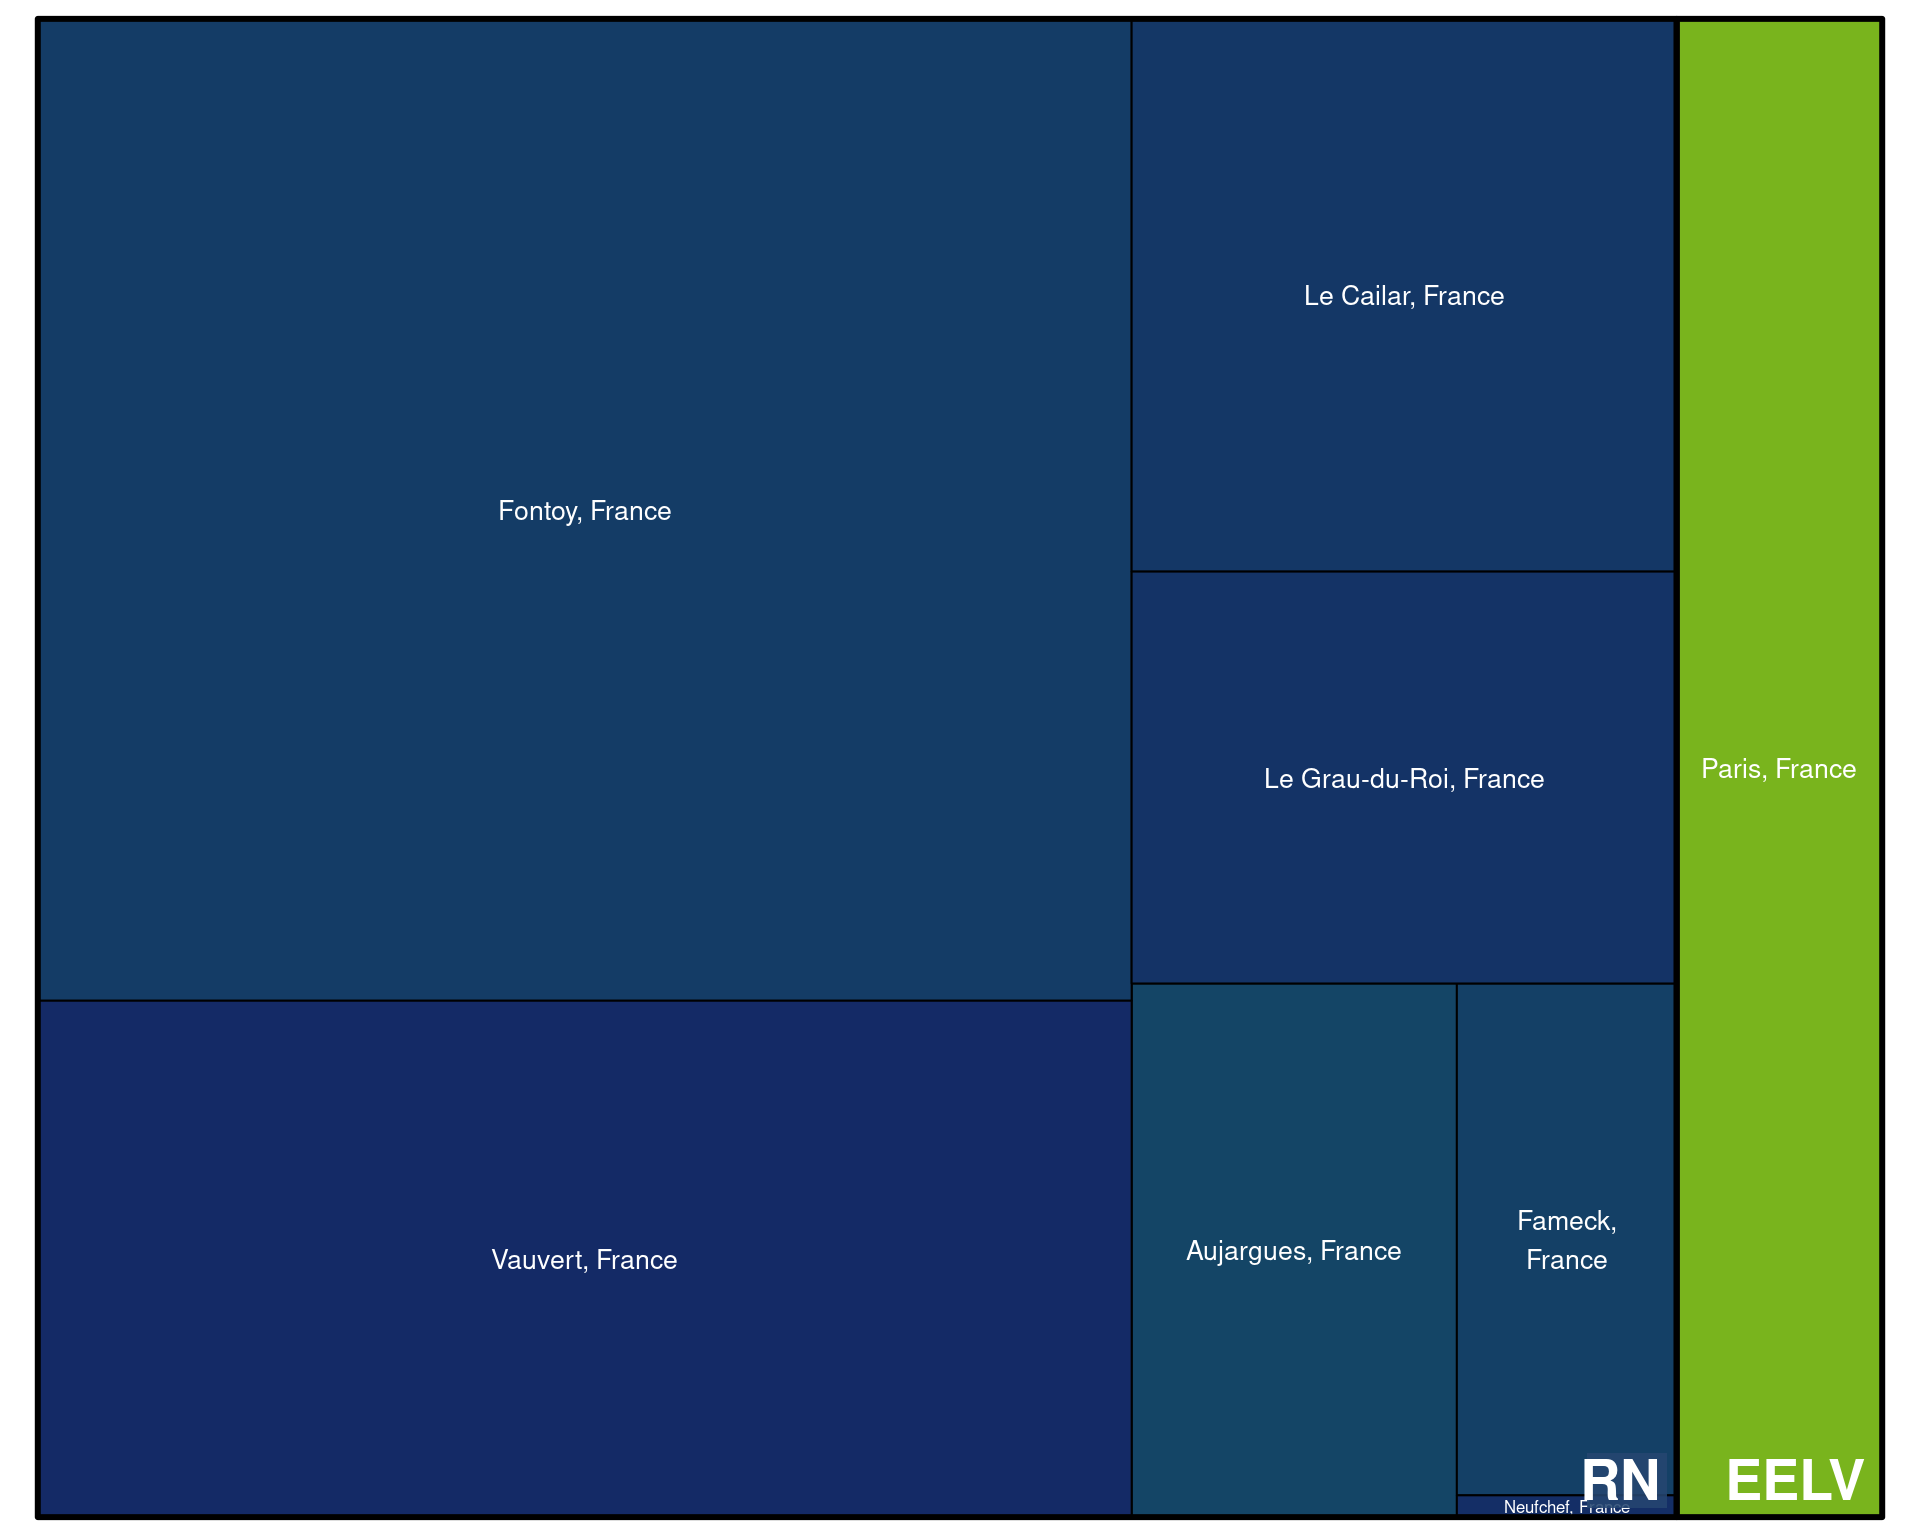 Fontoy, France
Vauvert, France
Le Cailar, France
Le Grau-du-Roi, France
Aujargues, France
Fameck,
France
Neufchef, France
RN
Paris, France
EELV